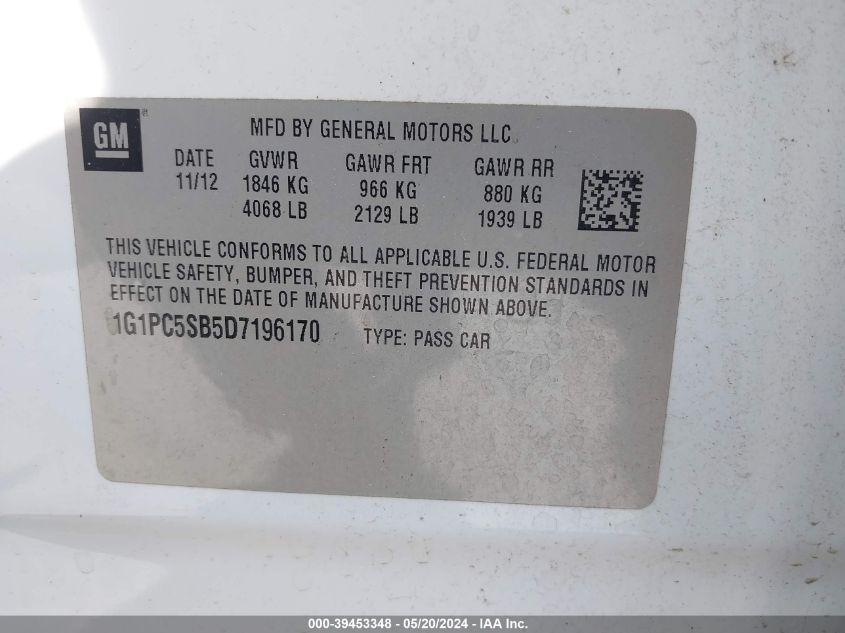 GM
MFD BY GENERAL MOTORS LLC
DATE GVWR GAWR FRT GAWR RR
11/12 1846 KG 966 KG 880 KG
4068 LB 2129 LB 1939 LB
THIS VEHICLE CONFORMS TO ALL APPLICABLE U.S. FEDERAL MOTOR
VEHICLE SAFETY, BUMPER, AND THEFT PREVENTION STANDARDS IN
EFFECT ON THE DATE OF MANUFACTURE SHOWN ABOVE.
1G1PC5SB5D7196170 TYPE: PASS CAR
000-39453348 - 05/20/2024 - IAA Inc.